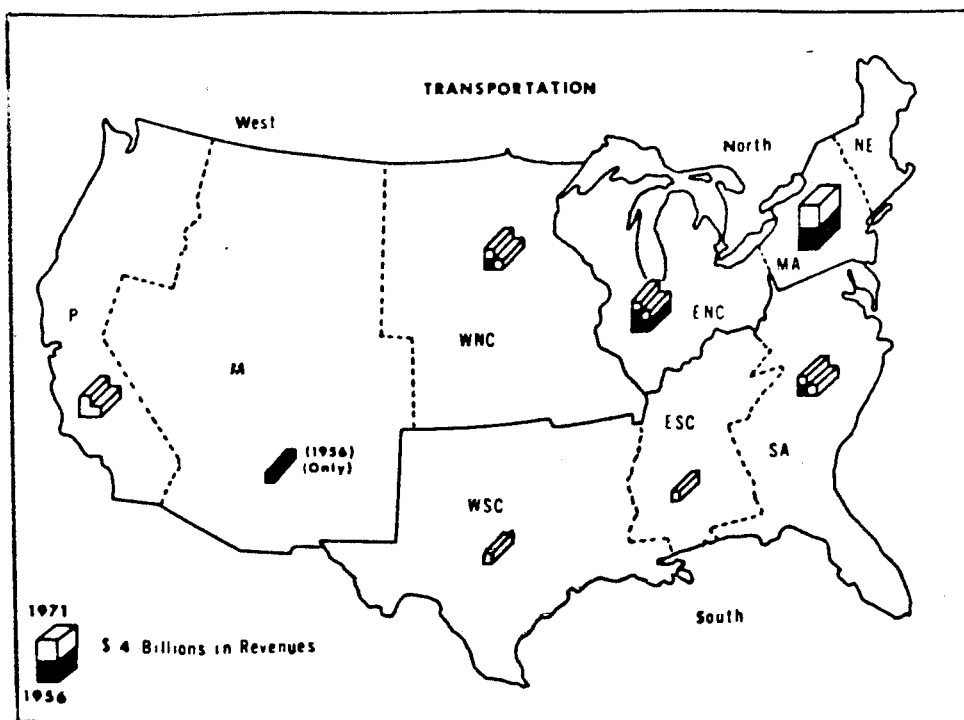 TRANSPORTATION
West
North
NE
MA
P
WNC
ENC
M
(1956)
(Only)
ESC
SA
WSC
South
1971
$ 4 Billions in Revenues
1956